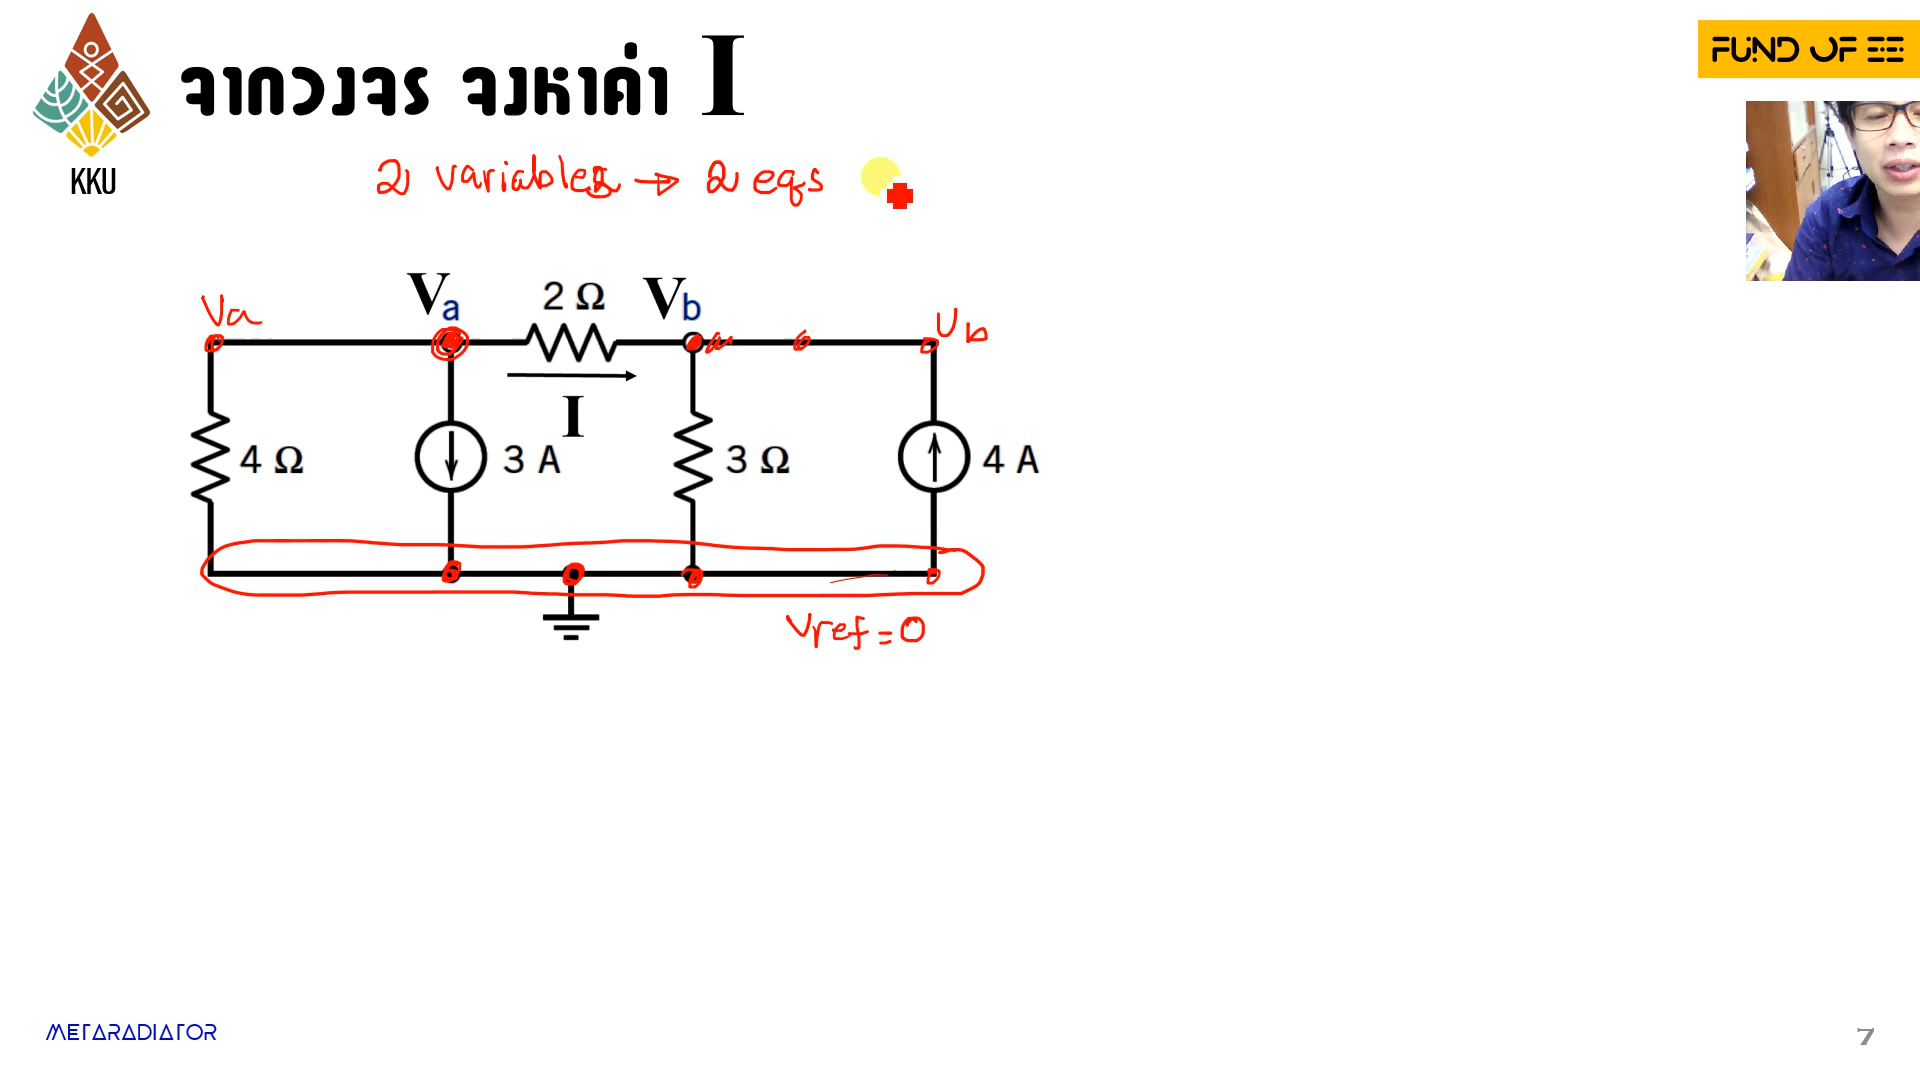 จากวงจร จงหาค่า I
FUND OF EE
KKU
2 variables → 2 eqs
Va
Va
2 Ω
Vb
Vb
I
4 Ω
3 A
3 Ω
4 A
Vref = 0
METARADIATOR
7